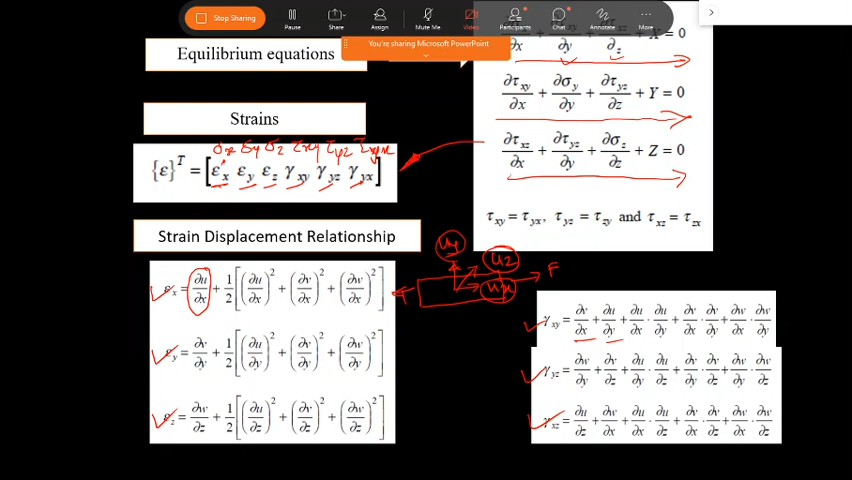 Stop Sharing
Pause
Share
Assign
Mute Me
Video
Participants
Chat
Annotate
More
You're sharing Microsoft PowerPoint
Equilibrium equations
∂x + ∂y + ∂z + X = 0
∂τxy/∂x + ∂σy/∂y + ∂τyz/∂z + Y = 0
∂τxz/∂x + ∂τyz/∂y + ∂σz/∂z + Z = 0
τxy = τyx, τyz = τzy and τxz = τzx
Strains
σx σy σz τxy τyz
{ε}ᵀ = [εx εy εz γxy γyz γyx]
Strain Displacement Relationship
uy
uz
ux
F
F
εx = ∂u/∂x + 1/2[(∂u/∂x)² + (∂v/∂x)² + (∂w/∂x)²]
εy = ∂v/∂y + 1/2[(∂u/∂y)² + (∂v/∂y)² + (∂w/∂y)²]
εz = ∂w/∂z + 1/2[(∂u/∂z)² + (∂v/∂z)² + (∂w/∂z)²]
γxy = ∂v/∂x + ∂u/∂y + ∂u/∂x · ∂u/∂y + ∂v/∂x · ∂v/∂y + ∂w/∂x · ∂w/∂y
γyz = ∂w/∂y + ∂v/∂z + ∂u/∂y · ∂u/∂z + ∂v/∂y · ∂v/∂z + ∂w/∂y · ∂w/∂z
γxz = ∂u/∂z + ∂w/∂x + ∂u/∂x · ∂u/∂z + ∂v/∂x · ∂v/∂z + ∂w/∂x · ∂w/∂z